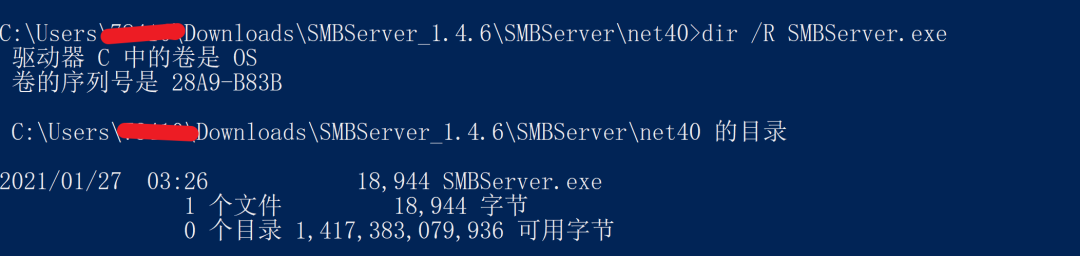 C:\Users\ \Downloads\SMBServer_1.4.6\SMBServer\net40>dir /R SMBServer.exe
驱动器 C 中的卷是 OS
卷的序列号是 28A9-B83B
C:\Users\ \Downloads\SMBServer_1.4.6\SMBServer\net40 的目录
2021/01/27 03:26 18,944 SMBServer.exe
1 个文件 18,944 字节
0 个目录 1,417,383,079,936 可用字节